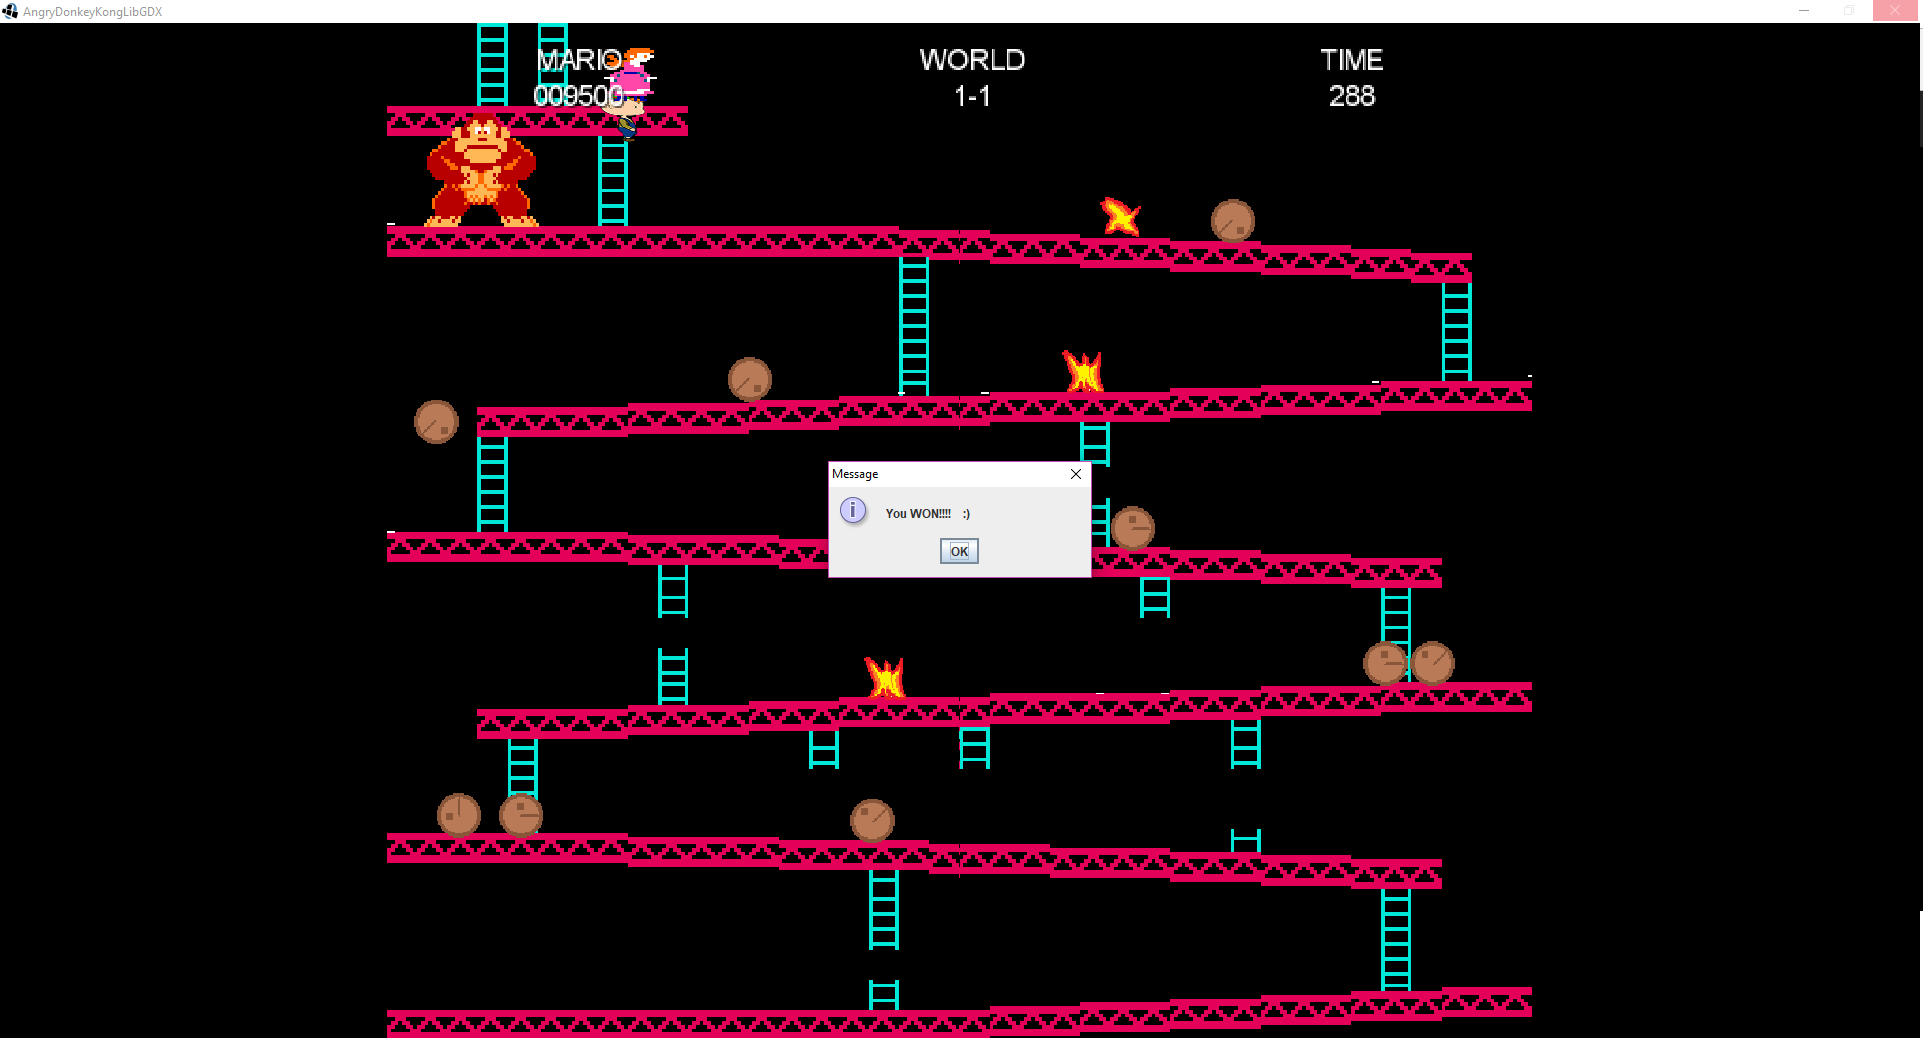 AngryDonkeyKongLibGDX
MARIO WORLD TIME
009500 1-1 288
Message
You WON!!!! :)
OK